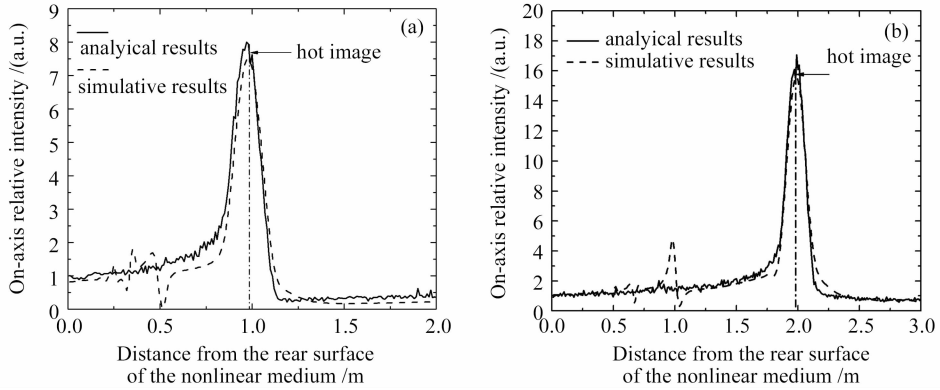 (a)
analyical results
simulative results
hot image
On-axis relative intensity /(a.u.)
9
8
7
6
5
4
3
2
1
0
0.0 0.5 1.0 1.5 2.0
Distance from the rear surface
of the nonlinear medium /m
(b)
analyical results
simulative results
hot image
On-axis relative intensity /(a.u.)
20
18
16
14
12
10
8
6
4
2
0
0.0 0.5 1.0 1.5 2.0 2.5 3.0
Distance from the rear surface
of the nonlinear medium /m